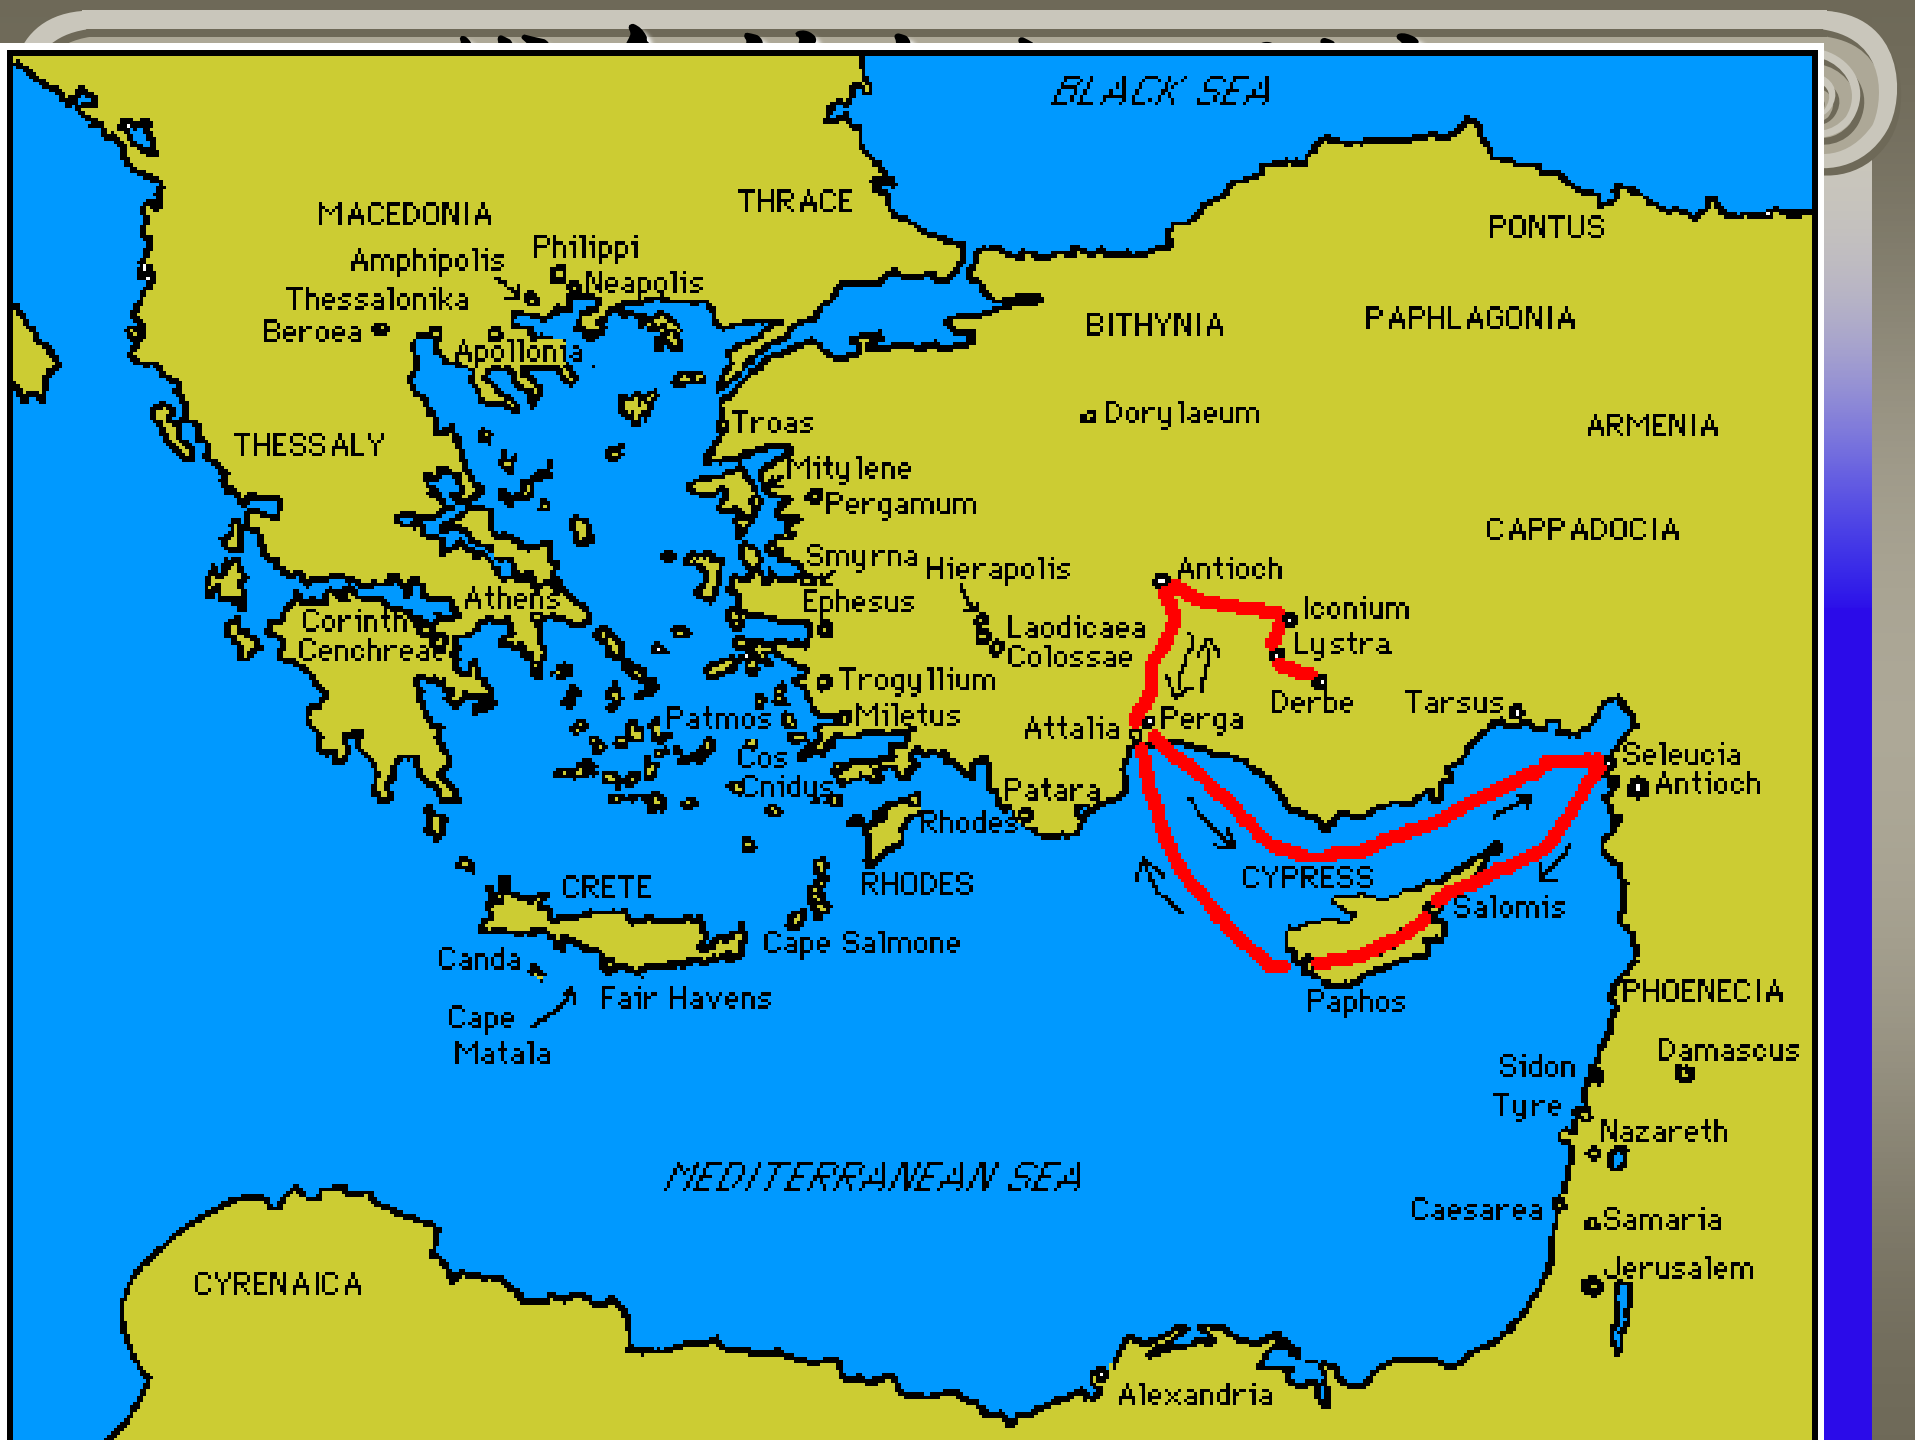 BLACK SEA
THRACE
MACEDONIA
PONTUS
Philippi
Amphipolis
Neapolis
Thessalonika
Beroea
BITHYNIA
PAPHLAGONIA
Apollonia
Troas
Dorylaeum
ARMENIA
THESSALY
Mitylene
Pergamum
CAPPADOCIA
Smyrna
Hierapolis
Antioch
Athens
Ephesus
Iconium
Corinth
Laodicaea
Lystra
Cenchreae
Colossae
Trogyllium
Derbe
Tarsus
Patmos
Miletus
Attalia
Perga
Cos
Seleucia
Cnidus
Patara
Antioch
Rhodes
CRETE
RHODES
CYPRESS
Salomis
Cape Salmone
Canda
Fair Havens
Paphos
PHOENECIA
Cape
Matala
Sidon
Damascus
Tyre
Nazareth
MEDITERRANEAN SEA
Caesarea
Samaria
CYRENAICA
Jerusalem
Alexandria